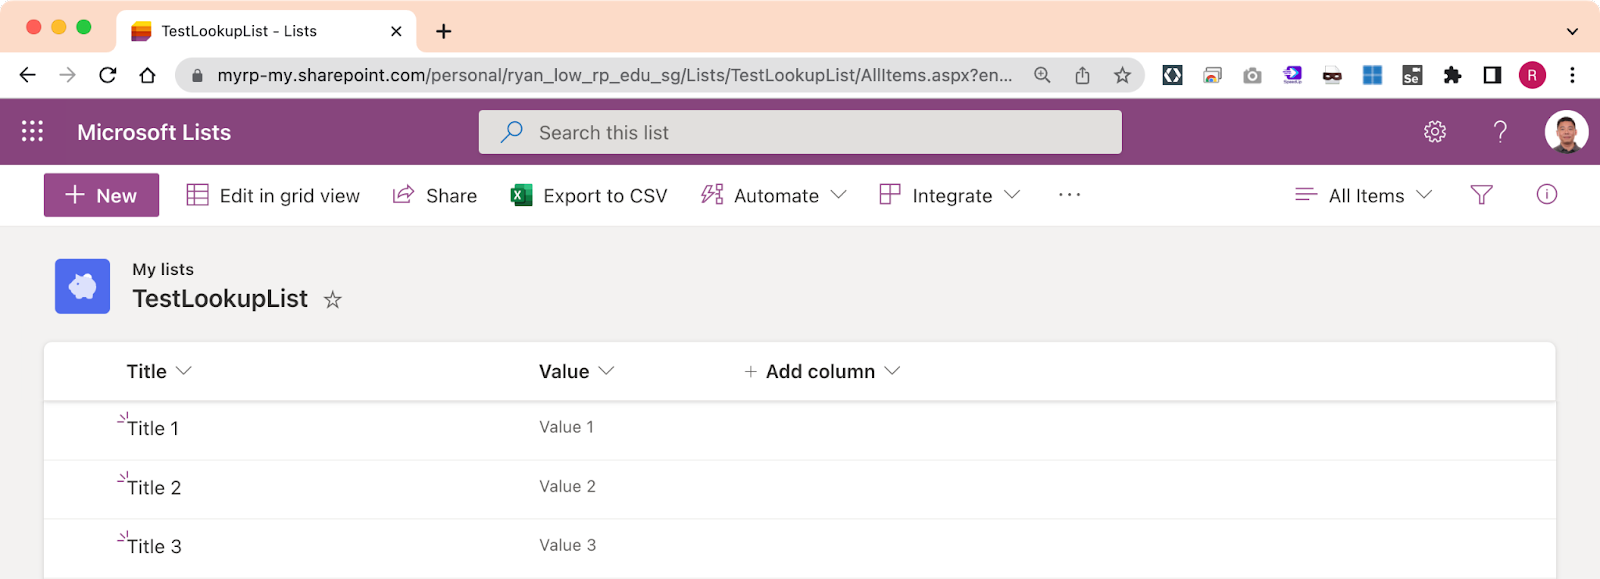 TestLookupList - Lists
myrp-my.sharepoint.com/personal/ryan_low_rp_edu_sg/Lists/TestLookupList/AllItems.aspx?en...
Se
R
Microsoft Lists
Search this list
New
Edit in grid view
Share
Export to CSV
Automate
Integrate
...
All Items
My lists
TestLookupList
Title
Value
Add column
Title 1
Value 1
Title 2
Value 2
Title 3
Value 3